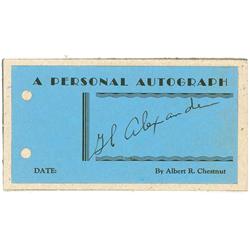 A PERSONAL AUTOGRAPH
G C Alexander
DATE: By Albert R. Chestnut